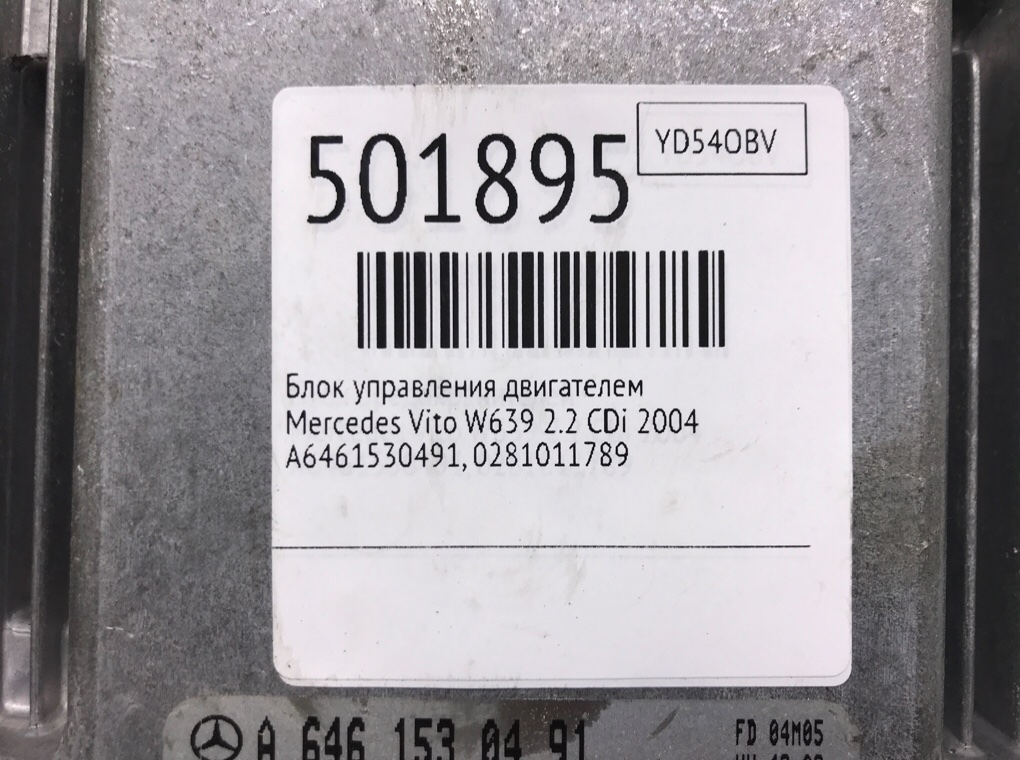 501895
YD54OBV
Блок управления двигателем
Mercedes Vito W639 2.2 CDi 2004
A6461530491, 0281011789
A 646 153 04 91
FD 04M05